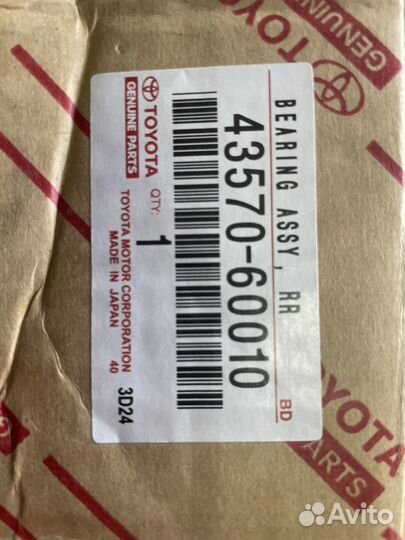 BEARING ASSY, RR
43570-60010
BD
TOYOTA
GENUINE PARTS
QTY:
1
TOYOTA MOTOR CORPORATION 40
MADE IN JAPAN
3D24
TOYOTA
GENUINE
TOYOTA
PARTS
Avito